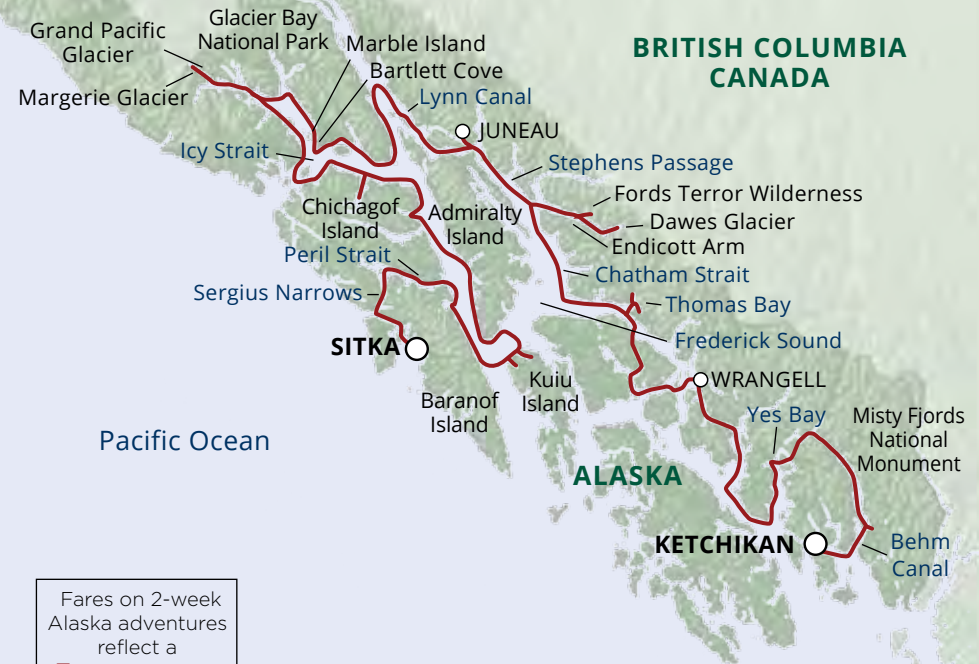 Glacier Bay
National Park
Grand Pacific
Glacier
Marble Island
Bartlett Cove
BRITISH COLUMBIA
CANADA
Margerie Glacier
Lynn Canal
JUNEAU
Icy Strait
Stephens Passage
Fords Terror Wilderness
Chichagof
Island
Admiralty
Island
Dawes Glacier
Endicott Arm
Peril Strait
Chatham Strait
Sergius Narrows
Thomas Bay
SITKA
Frederick Sound
Kuiu
Island
WRANGELL
Baranof
Island
Yes Bay
Misty Fjords
National
Monument
Pacific Ocean
ALASKA
KETCHIKAN
Behm
Canal
Fares on 2-week
Alaska adventures
reflect a